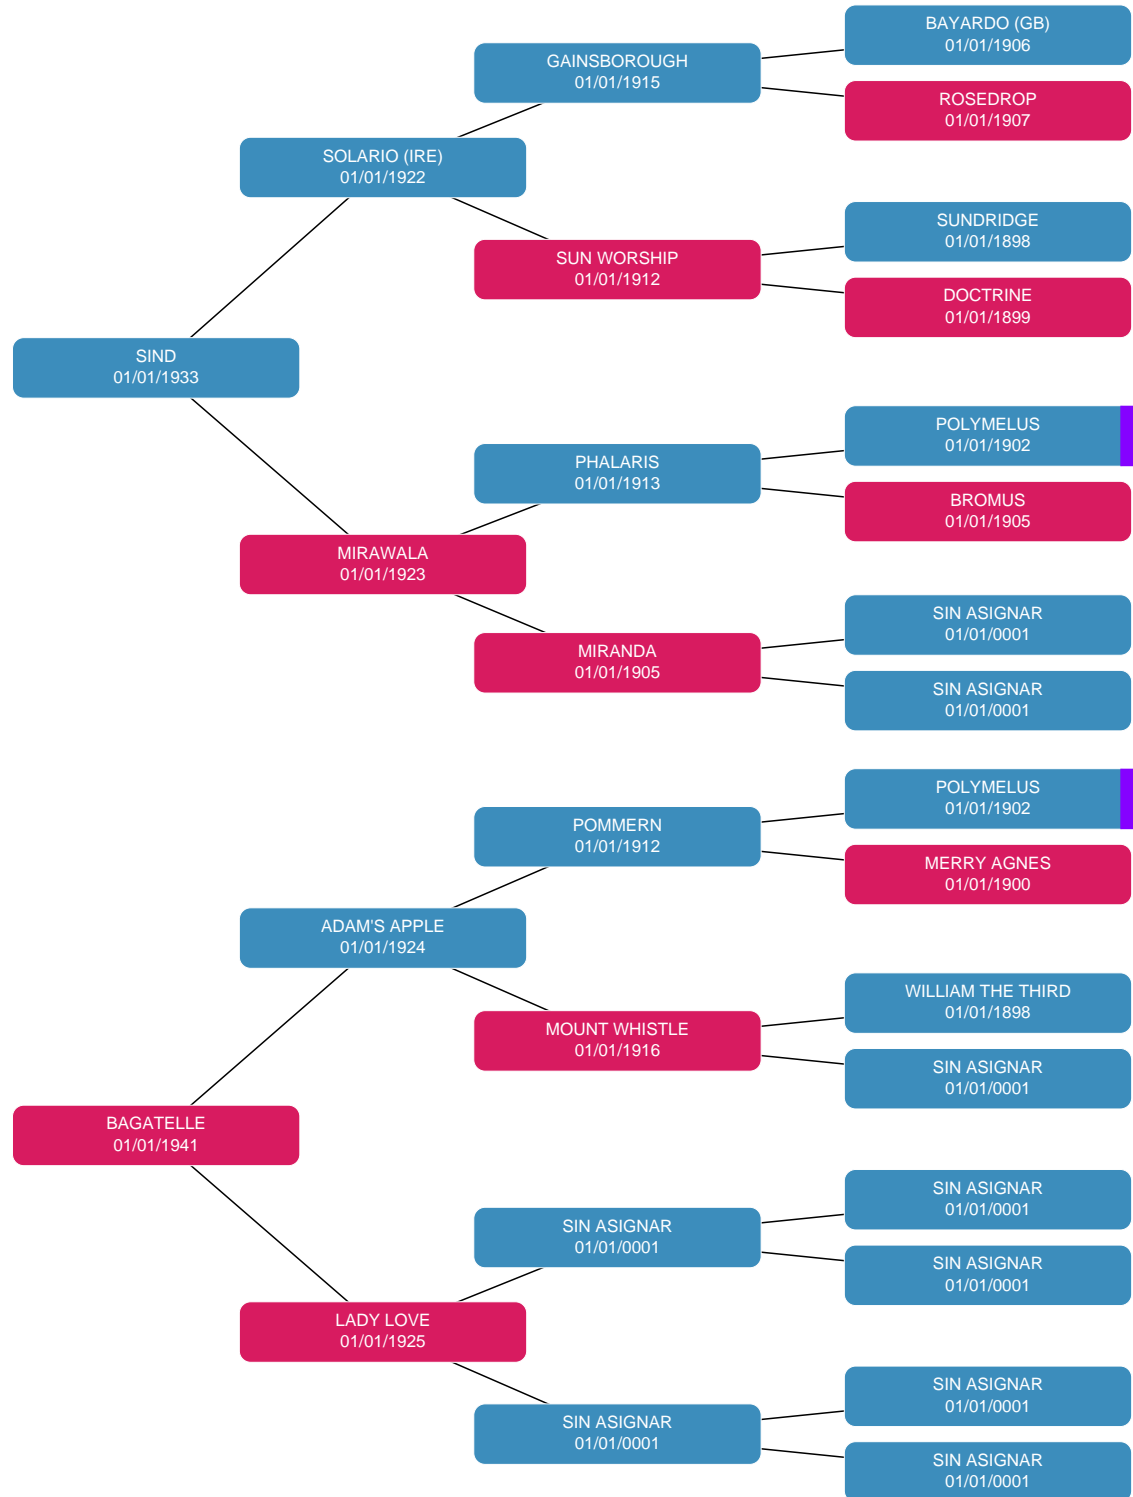 BAYARDO (GB)
01/01/1906
GAINSBOROUGH
01/01/1915
ROSEDROP
01/01/1907
SOLARIO (IRE)
01/01/1922
SUNDRIDGE
01/01/1898
SUN WORSHIP
01/01/1912
DOCTRINE
01/01/1899
SIND
01/01/1933
POLYMELUS
01/01/1902
PHALARIS
01/01/1913
BROMUS
01/01/1905
MIRAWALA
01/01/1923
SIN ASIGNAR
01/01/0001
MIRANDA
01/01/1905
SIN ASIGNAR
01/01/0001
POLYMELUS
01/01/1902
POMMERN
01/01/1912
MERRY AGNES
01/01/1900
ADAM'S APPLE
01/01/1924
WILLIAM THE THIRD
01/01/1898
MOUNT WHISTLE
01/01/1916
SIN ASIGNAR
01/01/0001
BAGATELLE
01/01/1941
SIN ASIGNAR
01/01/0001
SIN ASIGNAR
01/01/0001
SIN ASIGNAR
01/01/0001
LADY LOVE
01/01/1925
SIN ASIGNAR
01/01/0001
SIN ASIGNAR
01/01/0001
SIN ASIGNAR
01/01/0001